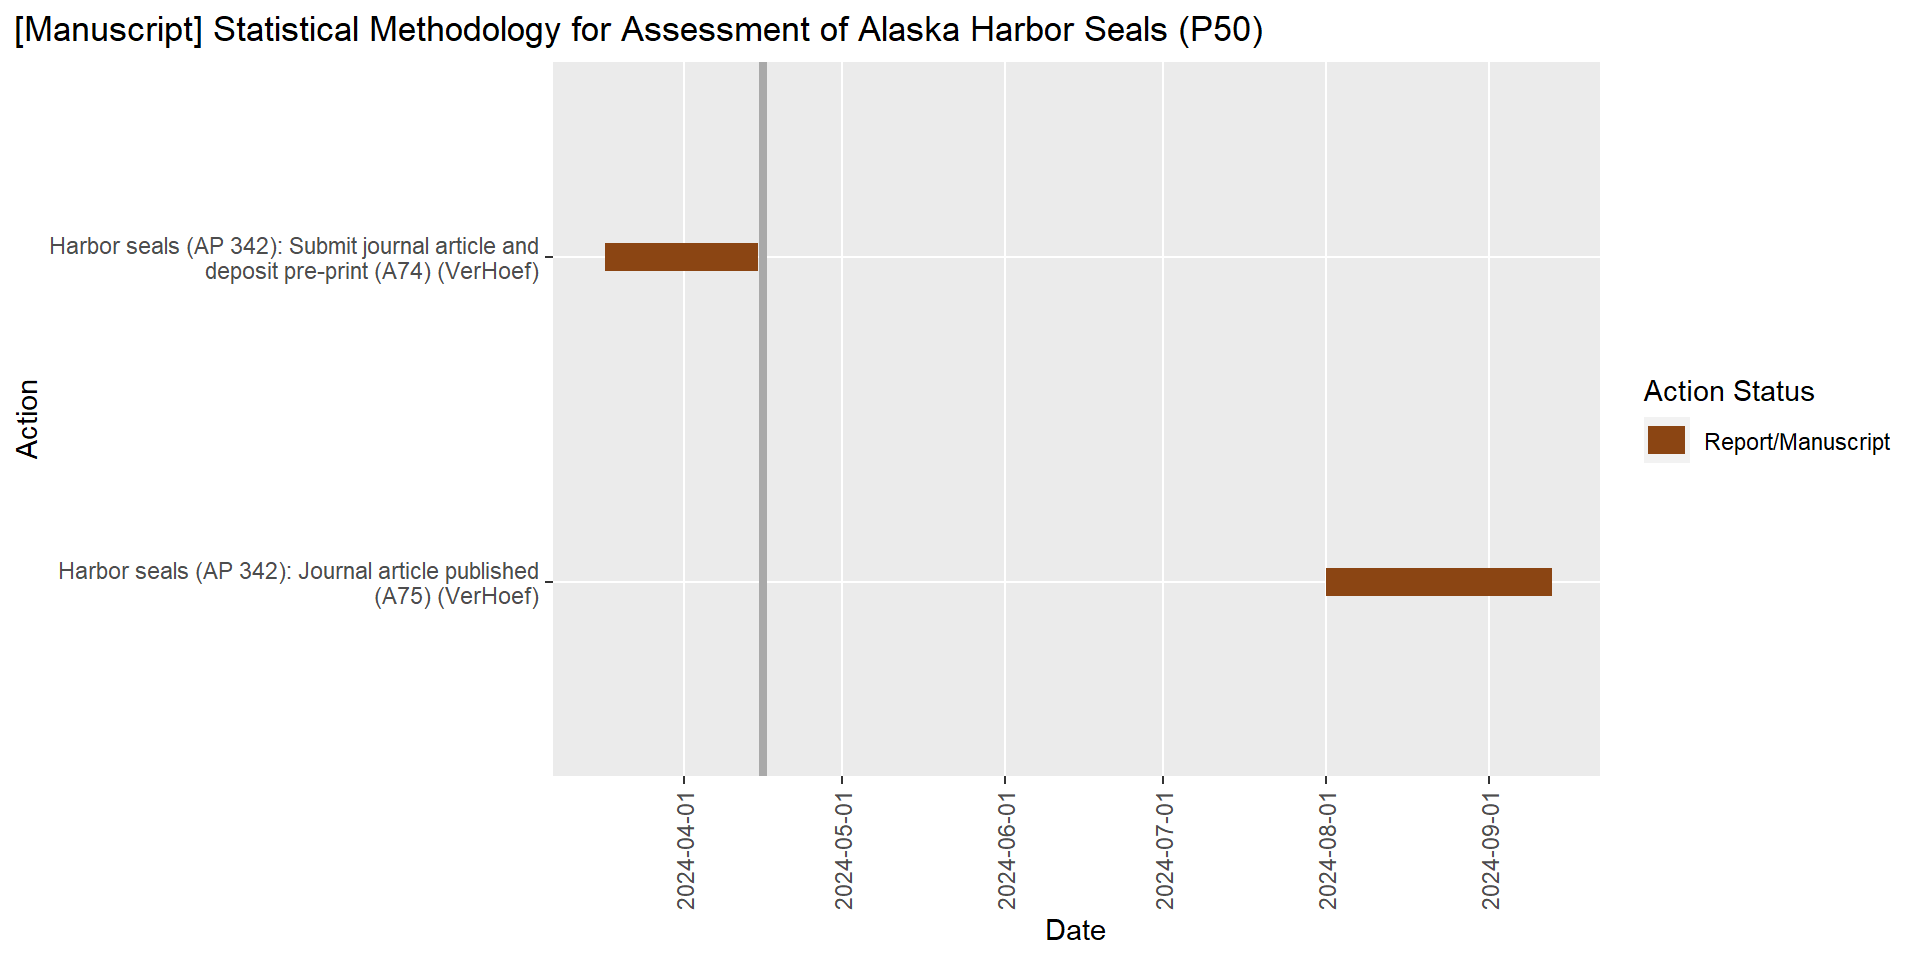 [Manuscript] Statistical Methodology for Assessment of Alaska Harbor Seals (P50)
Action
Harbor seals (AP 342): Submit journal article and
deposit pre-print (A74) (VerHoef)
Harbor seals (AP 342): Journal article published
(A75) (VerHoef)
2024-04-01
2024-05-01
2024-06-01
2024-07-01
2024-08-01
2024-09-01
Date
Action Status
Report/Manuscript